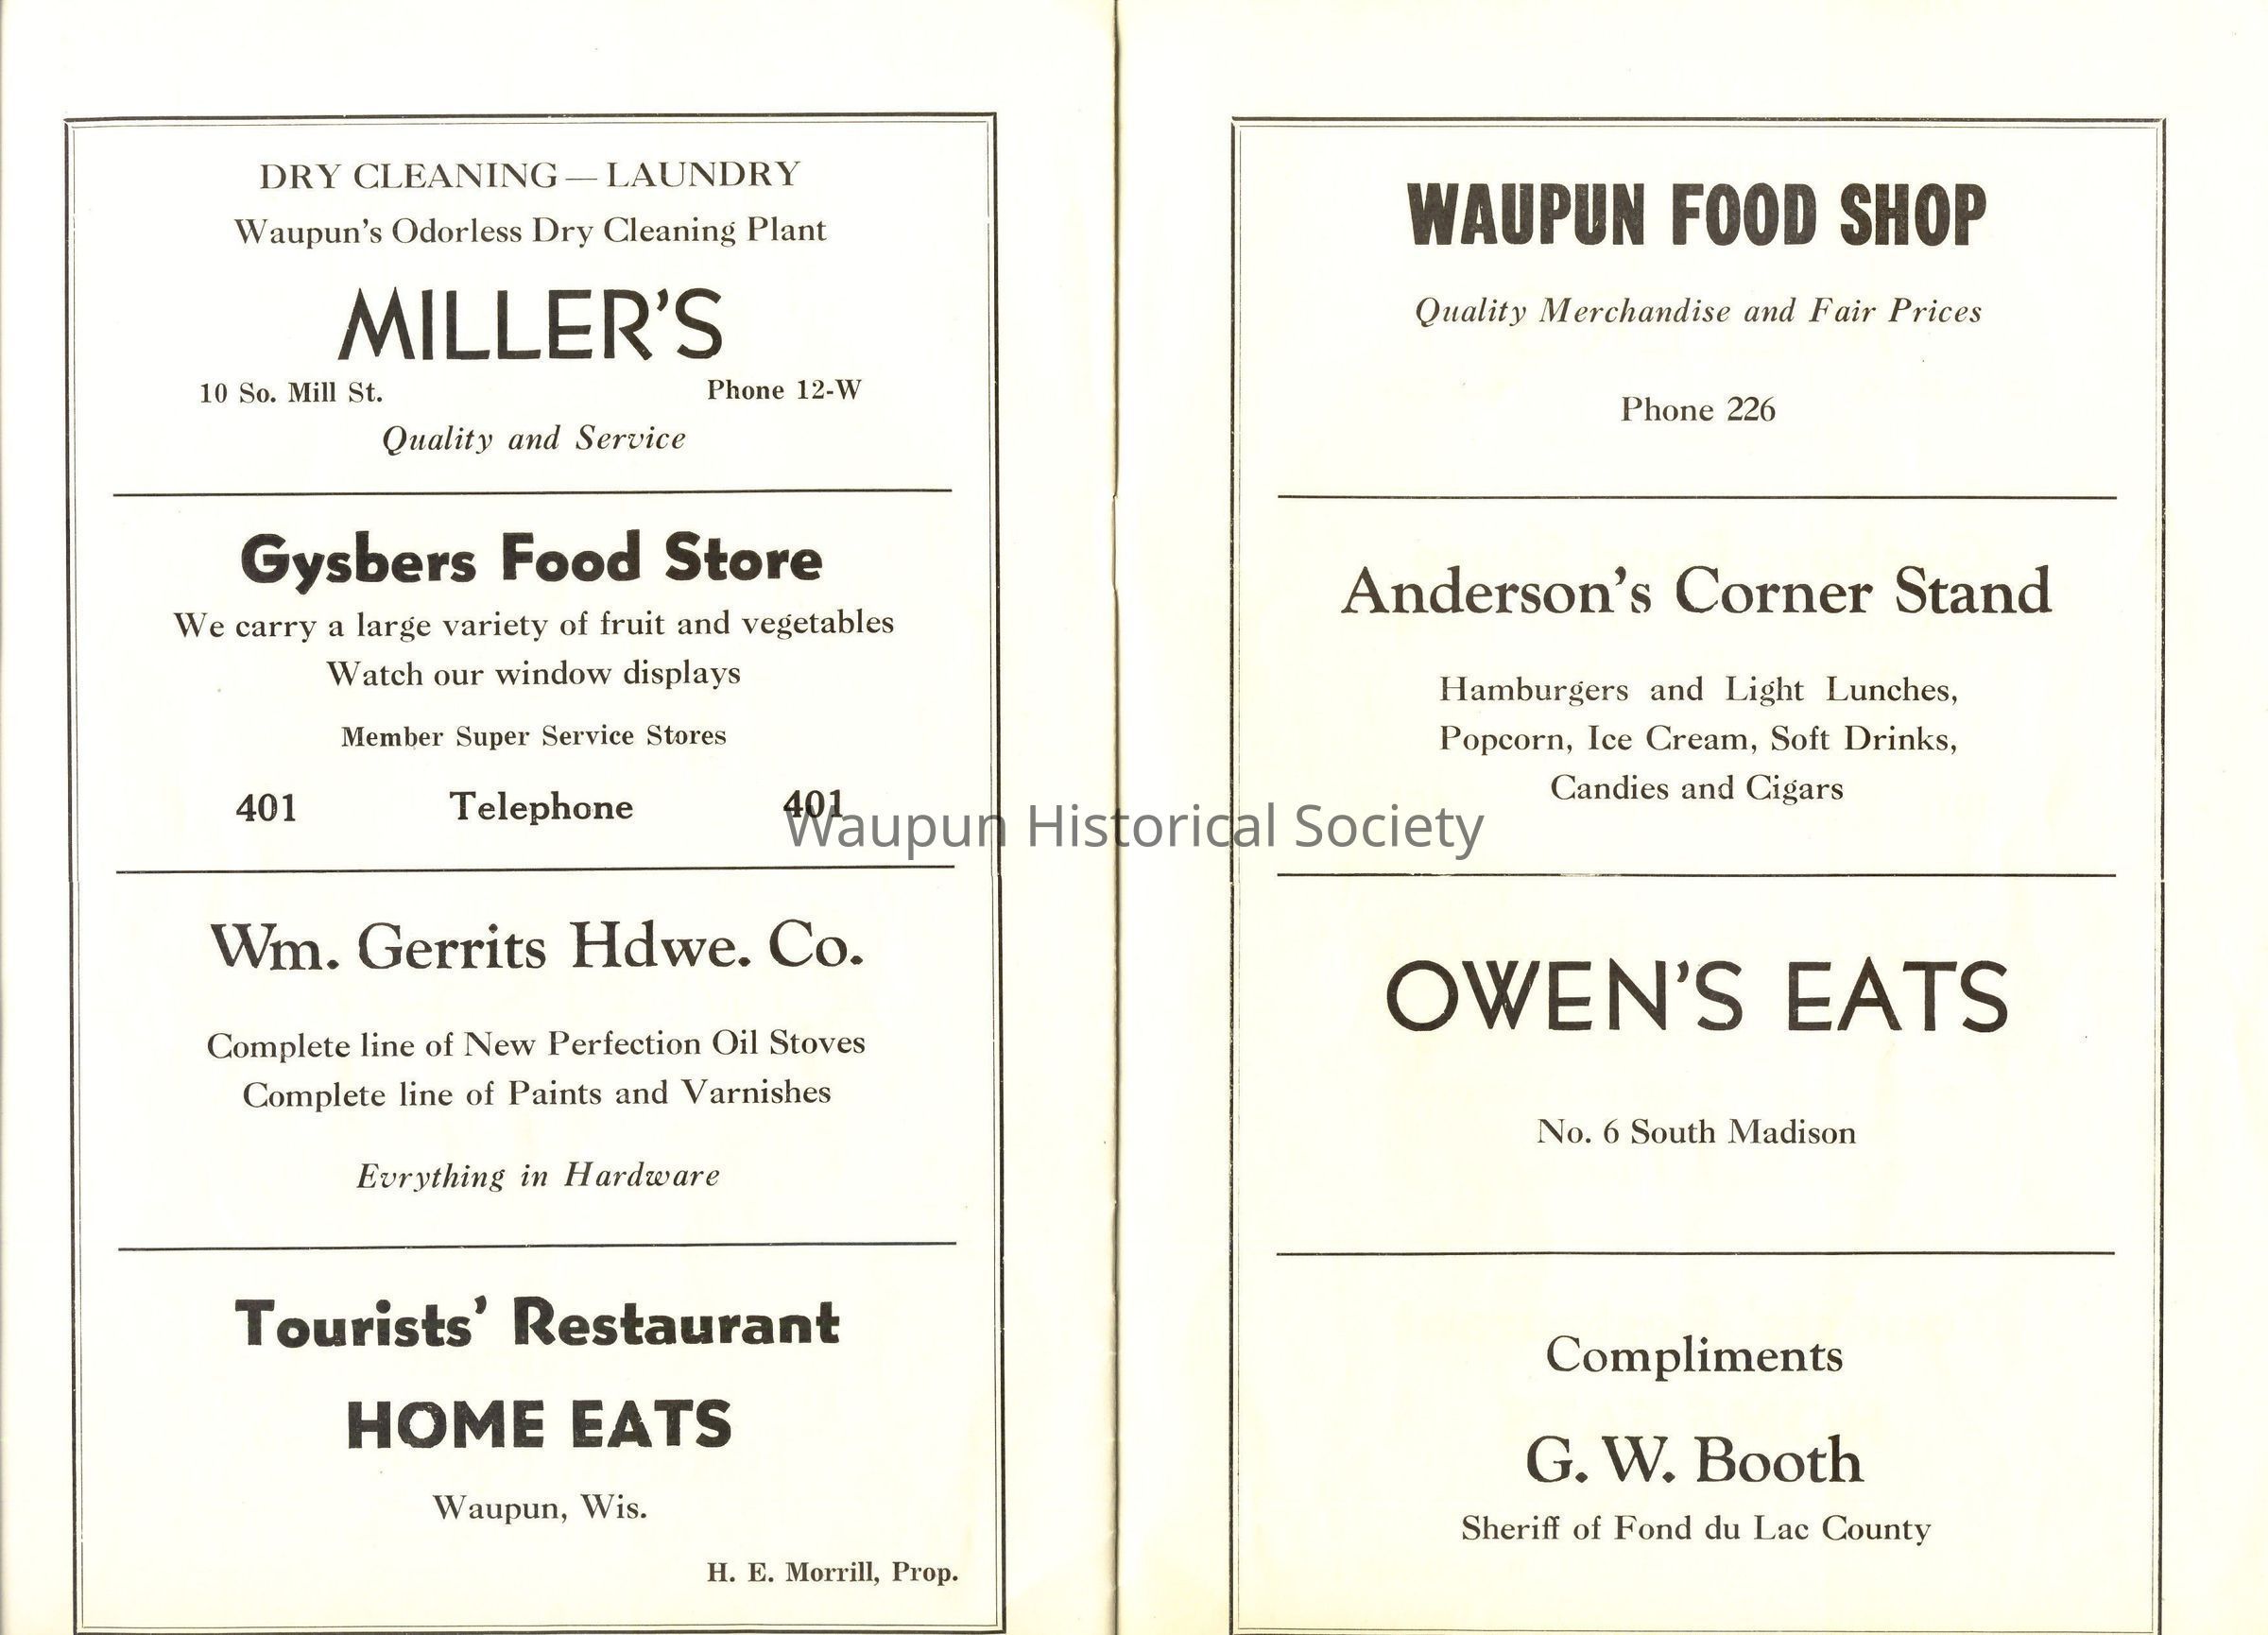 DRY CLEANING — LAUNDRY
Waupun's Odorless Dry Cleaning Plant
MILLER'S
10 So. Mill St. Phone 12-W
Quality and Service
Gysbers Food Store
We carry a large variety of fruit and vegetables
Watch our window displays
Member Super Service Stores
401 Telephone 401
Wm. Gerrits Hdwe. Co.
Complete line of New Perfection Oil Stoves
Complete line of Paints and Varnishes
Evrything in Hardware
Tourists' Restaurant
HOME EATS
Waupun, Wis.
H. E. Morrill, Prop.
WAUPUN FOOD SHOP
Quality Merchandise and Fair Prices
Phone 226
Anderson's Corner Stand
Hamburgers and Light Lunches,
Popcorn, Ice Cream, Soft Drinks,
Candies and Cigars
OWEN'S EATS
No. 6 South Madison
Compliments
G. W. Booth
Sheriff of Fond du Lac County
Waupun Historical Society